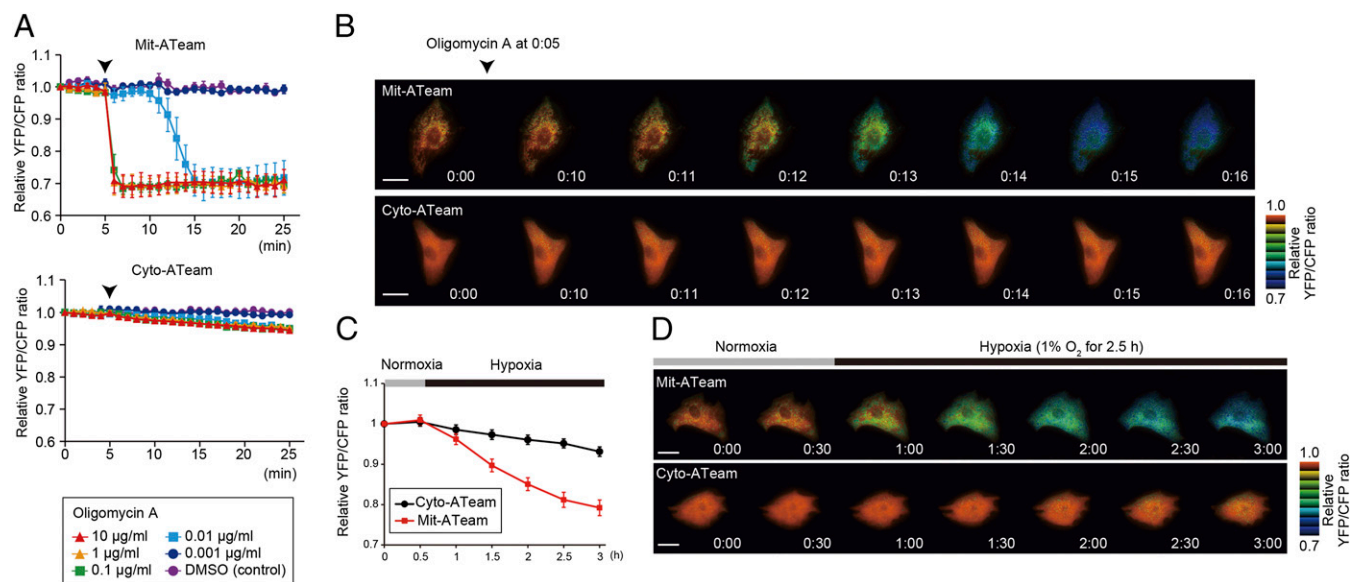 A
Mit-ATeam
Relative YFP/CFP ratio
1.1
1.0
0.9
0.8
0.7
0.6
0 5 10 15 20 25
(min)
Cyto-ATeam
Relative YFP/CFP ratio
1.1
1.0
0.9
0.8
0.7
0.6
0 5 10 15 20 25
(min)
Oligomycin A
10 µg/ml 0.01 µg/ml
1 µg/ml 0.001 µg/ml
0.1 µg/ml DMSO (control)
B
Oligomycin A at 0:05
Mit-ATeam
0:00 0:10 0:11 0:12 0:13 0:14 0:15 0:16
Cyto-ATeam
0:00 0:10 0:11 0:12 0:13 0:14 0:15 0:16
1.0
Relative
YFP/CFP ratio
0.7
C
Normoxia Hypoxia
Relative YFP/CFP ratio
1.1
1
0.9
0.8
0.7
Cyto-ATeam
Mit-ATeam
0 0.5 1 1.5 2 2.5 3 (h)
D
Normoxia Hypoxia (1% O₂ for 2.5 h)
Mit-ATeam
0:00 0:30 1:00 1:30 2:00 2:30 3:00
Cyto-ATeam
0:00 0:30 1:00 1:30 2:00 2:30 3:00
1.0
Relative
YFP/CFP ratio
0.7